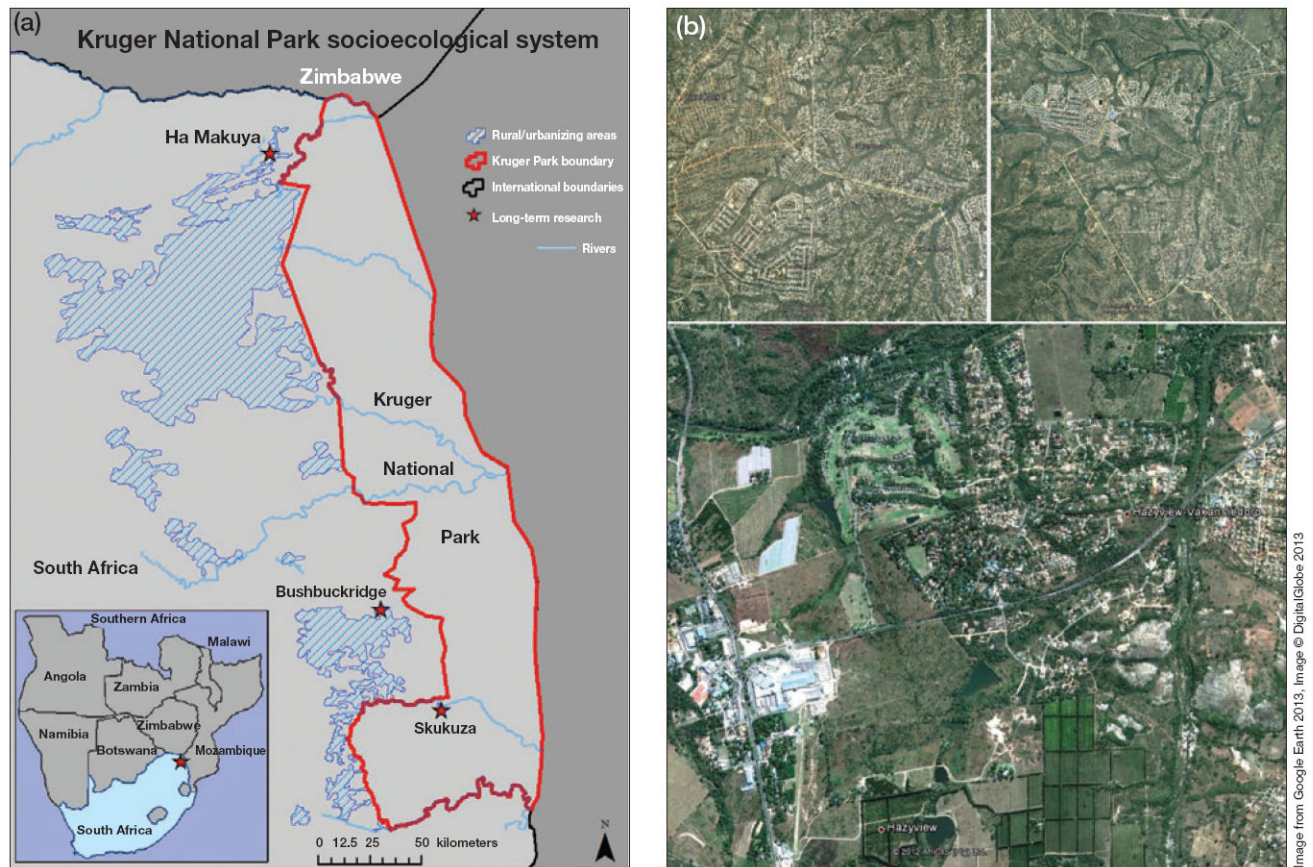 (a)
Kruger National Park socioecological system
Zimbabwe
Ha Makuya
Rural/urbanizing areas
Kruger Park boundary
International boundaries
Long-term research
Rivers
Kruger
National
Park
South Africa
Bushbuckridge
Skukuza
Southern Africa
Malawi
Angola
Zambia
Zimbabwe
Namibia
Botswana
Mozambique
South Africa
0 12.5 25 50 kilometers
N
(b)
Hazyview
Hazyview
Image from Google Earth 2013, Image © DigitalGlobe 2013